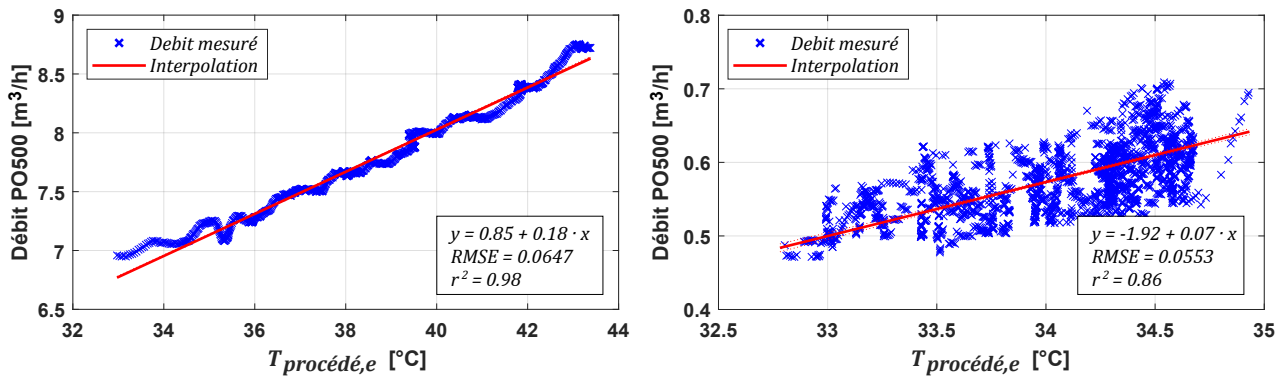 9
8.5
8
7.5
7
6.5
Débit PO500 [m³/h]
Debit mesuré
Interpolation
y = 0.85 + 0.18 · x
RMSE = 0.0647
r² = 0.98
32 34 36 38 40 42 44
T procédé,e [°C]
0.8
0.7
0.6
0.5
0.4
Débit PO500 [m³/h]
Debit mesuré
Interpolation
y = -1.92 + 0.07 · x
RMSE = 0.0553
r² = 0.86
32.5 33 33.5 34 34.5 35
T procédé,e [°C]